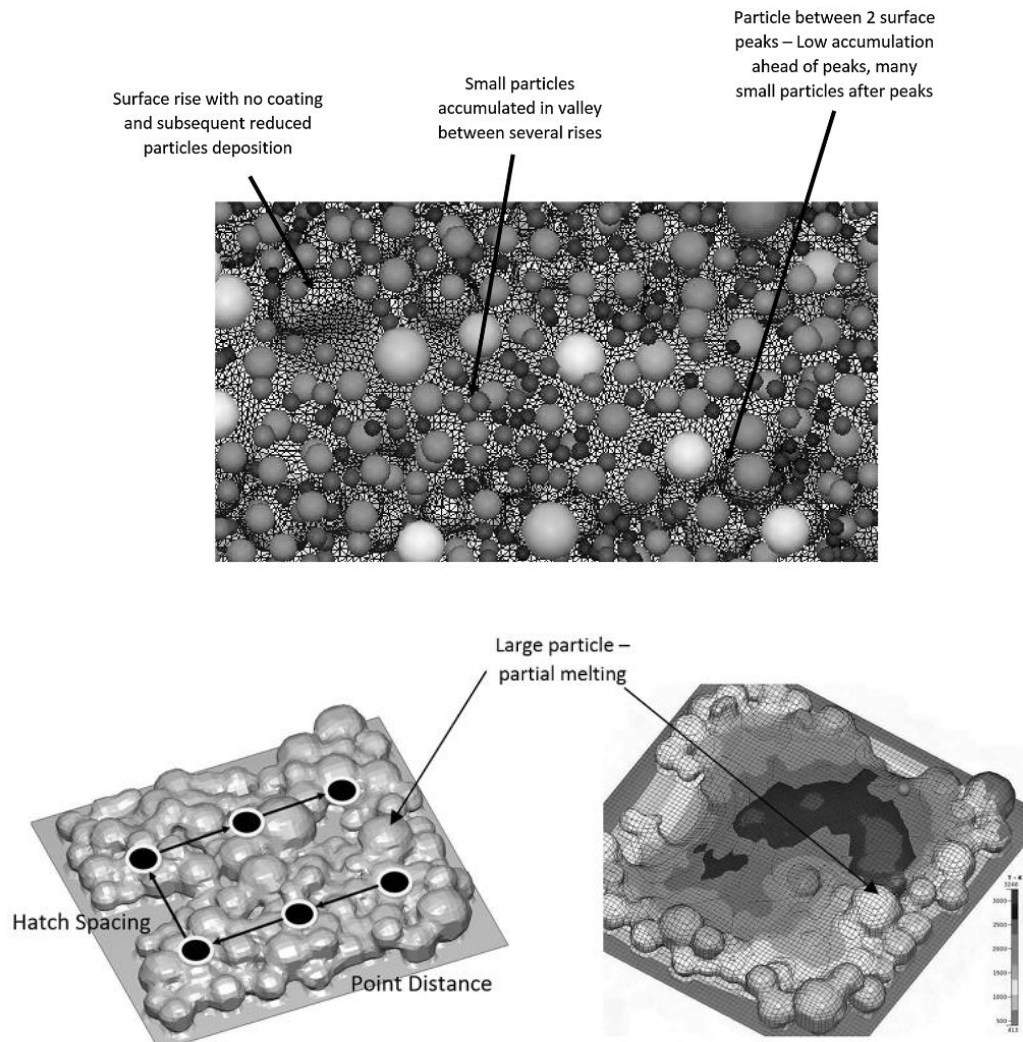 Surface rise with no coating
and subsequent reduced
particles deposition
Small particles
accumulated in valley
between several rises
Particle between 2 surface
peaks – Low accumulation
ahead of peaks, many
small particles after peaks
Large particle –
partial melting
Hatch Spacing
Point Distance
T - K
3240
3000
2500
2000
1500
1000
500
413